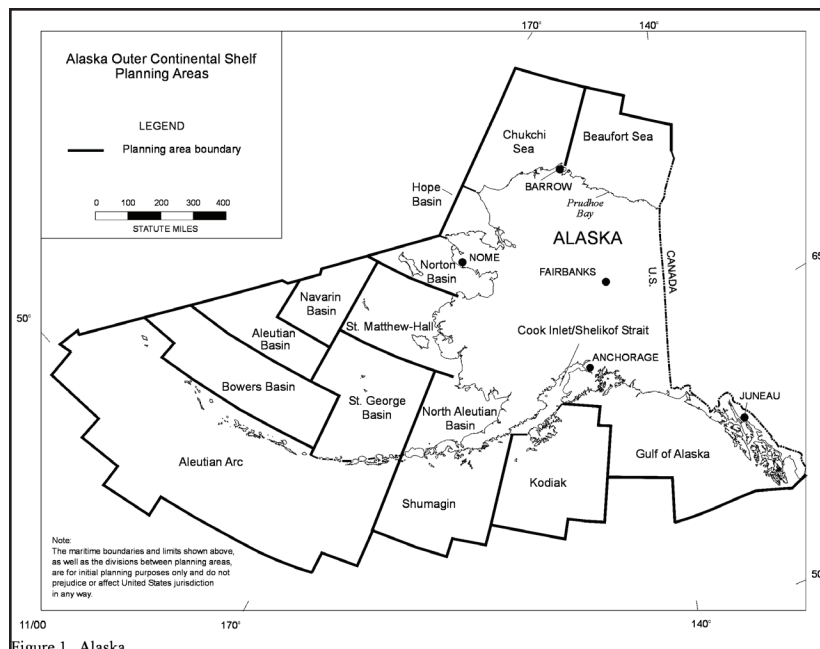 170°
140°
Alaska Outer Continental Shelf
Planning Areas
LEGEND
Planning area boundary
0 100 200 300 400
STATUTE MILES
Chukchi
Sea
Beaufort Sea
BARROW
Prudhoe
Bay
Hope
Basin
ALASKA
CANADA
U.S.
NOME
Norton
Basin
FAIRBANKS
65
50°
Navarin
Basin
St. Matthew-Hall
Aleutian
Basin
Cook Inlet/Shelikof Strait
ANCHORAGE
Bowers Basin
St. George
Basin
North Aleutian
Basin
JUNEAU
Aleutian Arc
Gulf of Alaska
Shumagin
Kodiak
Note:
The maritime boundaries and limits shown above,
as well as the divisions between planning areas,
are for initial planning purposes only and do not
prejudice or affect United States jurisdiction
in any way.
50
11/00
170°
140°
Figure 1. Alaska